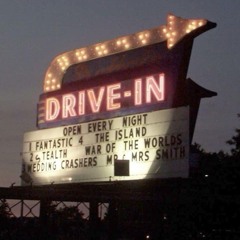 DRIVE-IN
OPEN EVERY NIGHT
1 FANTASTIC 4 THE ISLAND
2 STEALTH WAR OF THE WORLDS
WEDDING CRASHERS MR & MRS SMITH